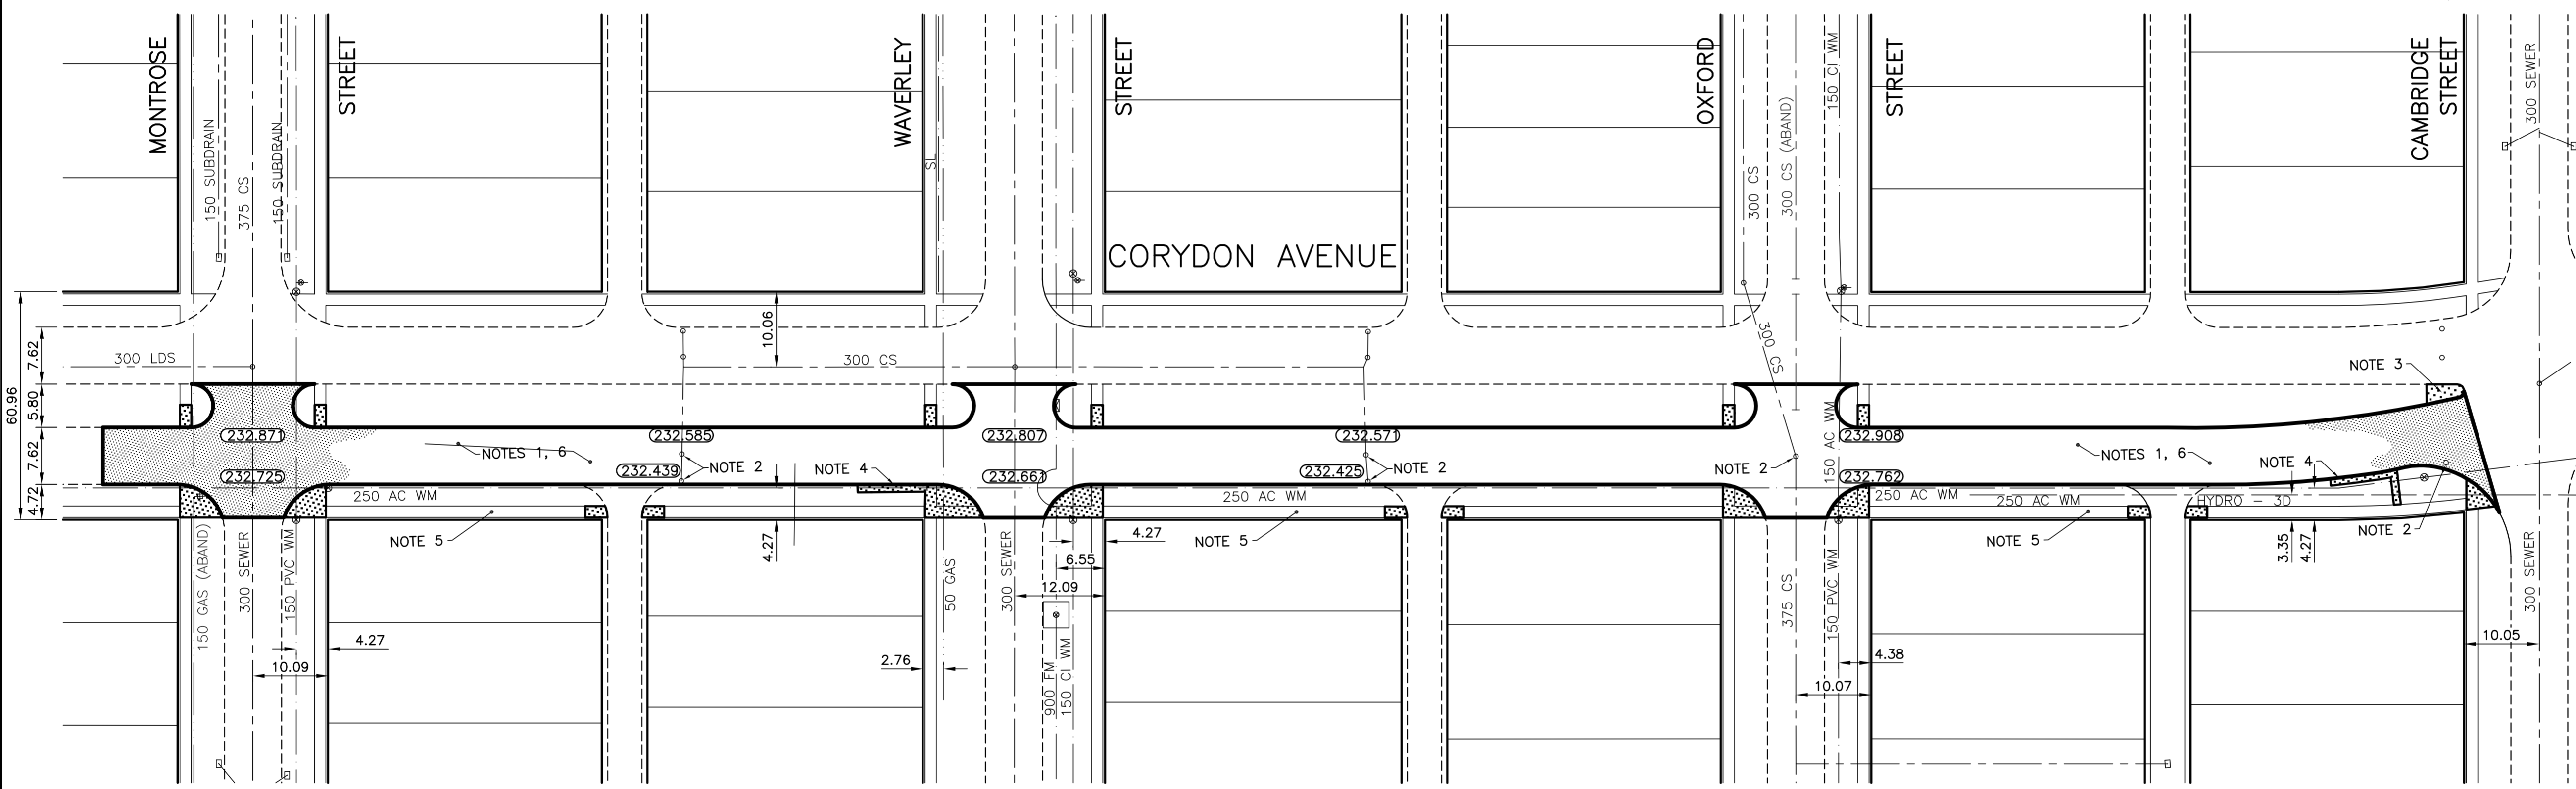 MONTROSE
STREET
WAVERLEY
STREET
OXFORD
STREET
CAMBRIDGE
STREET
150 SUBDRAIN
375 CS
150 SUBDRAIN
SL
300 CS
300 CS (ABAND)
150 CI WM
300 SEWER
CORYDON AVENUE
60.96
7.62
5.80
7.62
4.72
300 LDS
10.06
300 CS
300 CS
NOTE 3
232.871
232.585
232.807
232.571
232.908
NOTES 1, 6
NOTES 1, 6
232.725
232.439
NOTE 2
NOTE 4
232.661
232.425
NOTE 2
NOTE 2
150 AC WM
232.762
NOTE 4
250 AC WM
250 AC WM
250 AC WM
250 AC WM
HYDRO - 3D
NOTE 5
4.27
4.27
NOTE 5
NOTE 5
3.35
4.27
NOTE 2
6.55
12.09
150 GAS (ABAND)
300 SEWER
150 PVC WM
50 GAS
300 SEWER
900 FM
150 CI WM
375 CS
150 PVC WM
300 SEWER
4.27
10.09
2.76
4.38
10.07
10.05